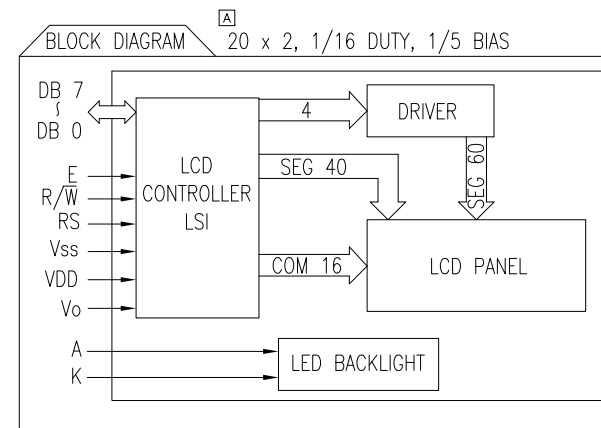 A
BLOCK DIAGRAM
20 x 2, 1/16 DUTY, 1/5 BIAS
DB 7
~
DB 0
4
DRIVER
LCD
CONTROLLER
LSI
SEG 40
SEG 60
E
R/W̅
RS
Vss
VDD
Vo
COM 16
LCD PANEL
A
K
LED BACKLIGHT